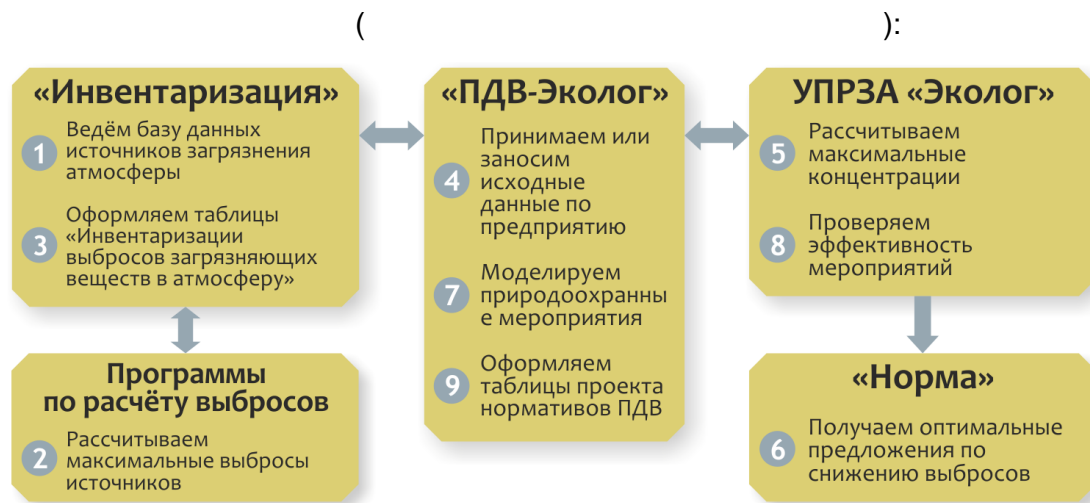 ( ):
«Инвентаризация»
1
Ведём базу данных
источников загрязнения
атмосферы
3
Оформляем таблицы
«Инвентаризации
выбросов загрязняющих
веществ в атмосферу»
Программы
по расчёту выбросов
2
Рассчитываем
максимальные выбросы
источников
«ПДВ-Эколог»
4
Принимаем или
заносим
исходные
данные по
предприятию
7
Моделируем
природоохранны
е мероприятия
9
Оформляем
таблицы проекта
нормативов ПДВ
УПРЗА «Эколог»
5
Рассчитываем
максимальные
концентрации
8
Проверяем
эффективность
мероприятий
«Норма»
6
Получаем оптимальные
предложения по
снижению выбросов